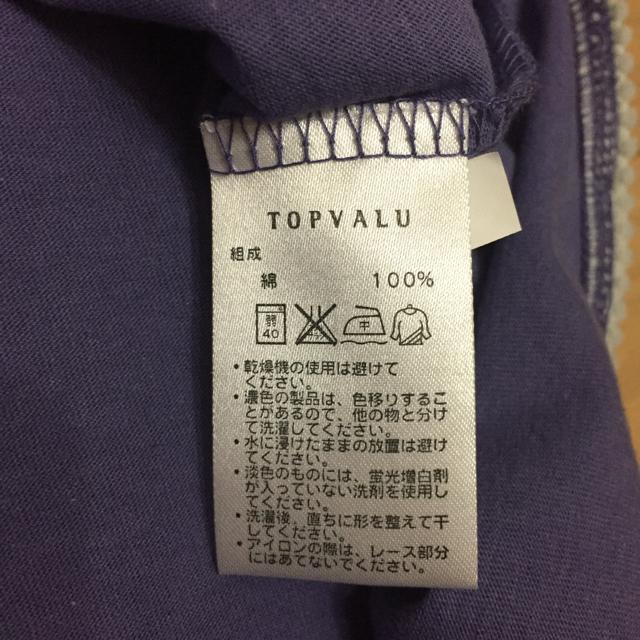 TOPVALU
組成
綿 100%
弱 40 エンソ サラシ 中
・乾燥機の使用は避けて
ください。
・濃色の製品は、色移りするこ
とがあるので、他の物と分け
て洗濯してください。
・水に浸けたままの放置は避け
てください。
・淡色のものには、蛍光増白剤
が入っていない洗剤を使用し
てください。
・洗濯後、直ちに形を整えて干
してください。
・アイロンの際は、レース部分
にはあてないでください。